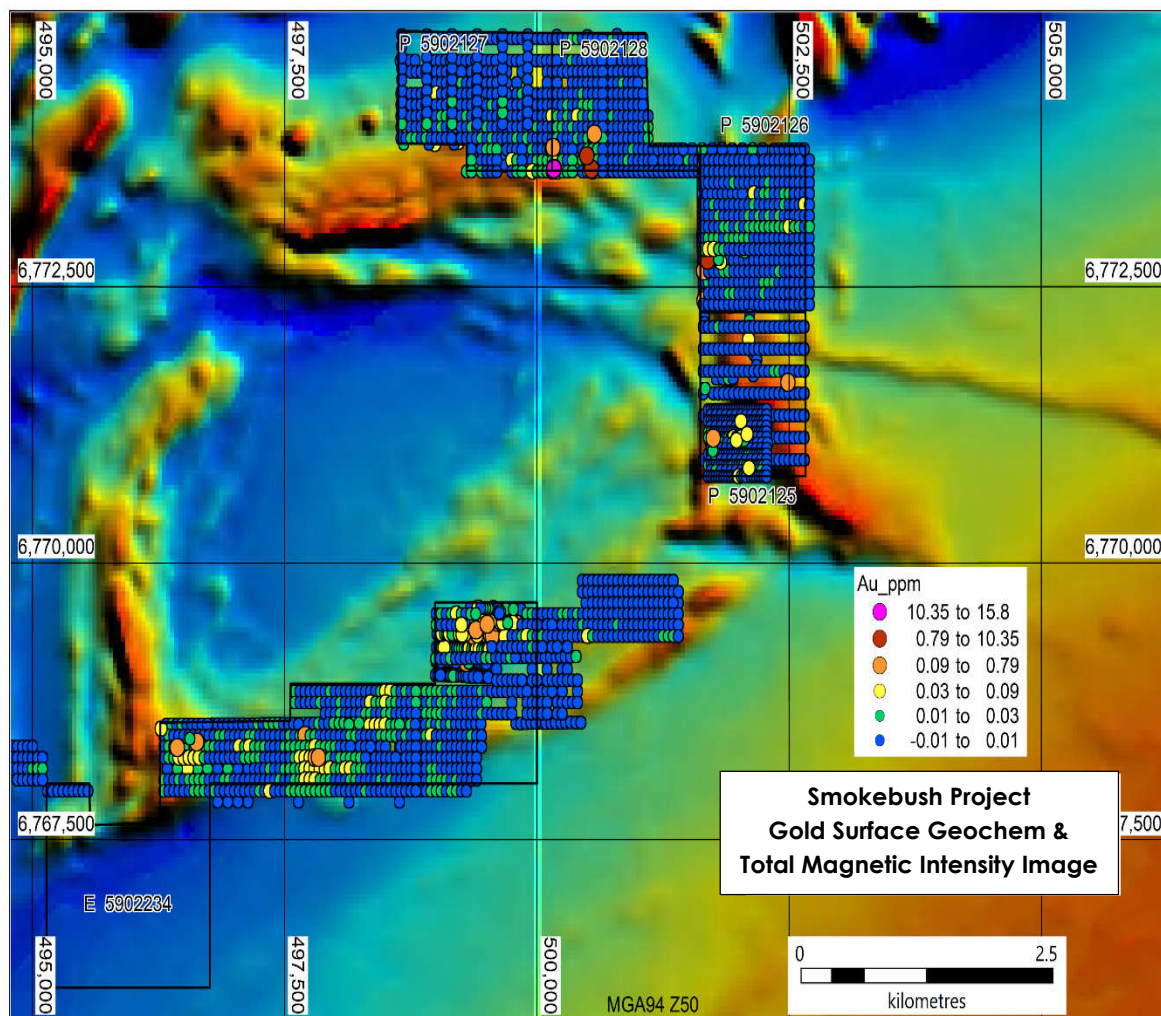 495,000
497,500
502,500
505,000
P 5902127
P 5902128
P 5902126
6,772,500
6,772,500
P 5902125
6,770,000
6,770,000
Au_ppm
10.35 to 15.8
0.79 to 10.35
0.09 to 0.79
0.03 to 0.09
0.01 to 0.03
-0.01 to 0.01
Smokebush Project
Gold Surface Geochem &
Total Magnetic Intensity Image
6,767,500
7,500
E 5902234
495,000
497,500
500,000
0 2.5
kilometres
MGA94 Z50